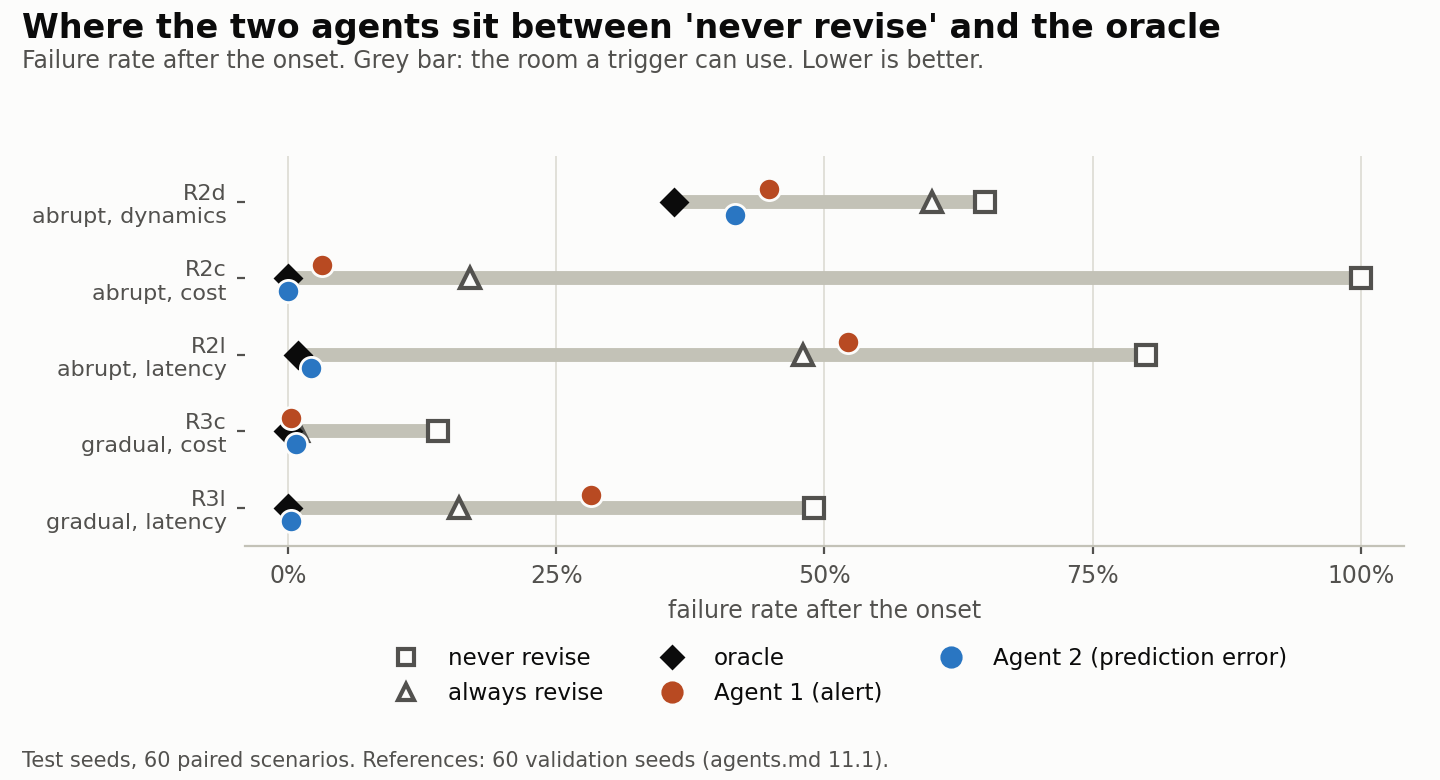 Where the two agents sit between 'never revise' and the oracle
Failure rate after the onset. Grey bar: the room a trigger can use. Lower is better.
R2d
abrupt, dynamics
R2c
abrupt, cost
R2l
abrupt, latency
R3c
gradual, cost
R3l
gradual, latency
0% 25% 50% 75% 100%
failure rate after the onset
never revise oracle Agent 2 (prediction error)
always revise Agent 1 (alert)
Test seeds, 60 paired scenarios. References: 60 validation seeds (agents.md 11.1).